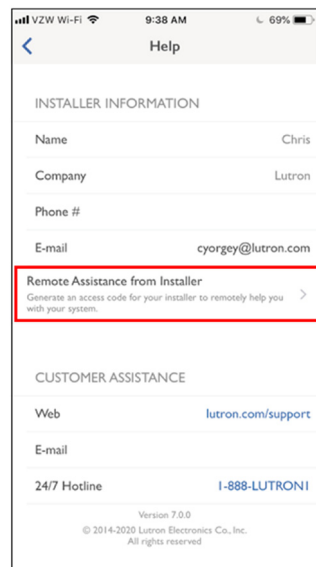 VZW Wi-Fi 9:38 AM 69%
Help
INSTALLER INFORMATION
Name Chris
Company Lutron
Phone #
E-mail cyorgey@lutron.com
Remote Assistance from Installer
Generate an access code for your installer to remotely help you
with your system.
CUSTOMER ASSISTANCE
Web lutron.com/support
E-mail
24/7 Hotline 1-888-LUTRON1
Version 7.0.0
© 2014-2020 Lutron Electronics Co., Inc.
All rights reserved